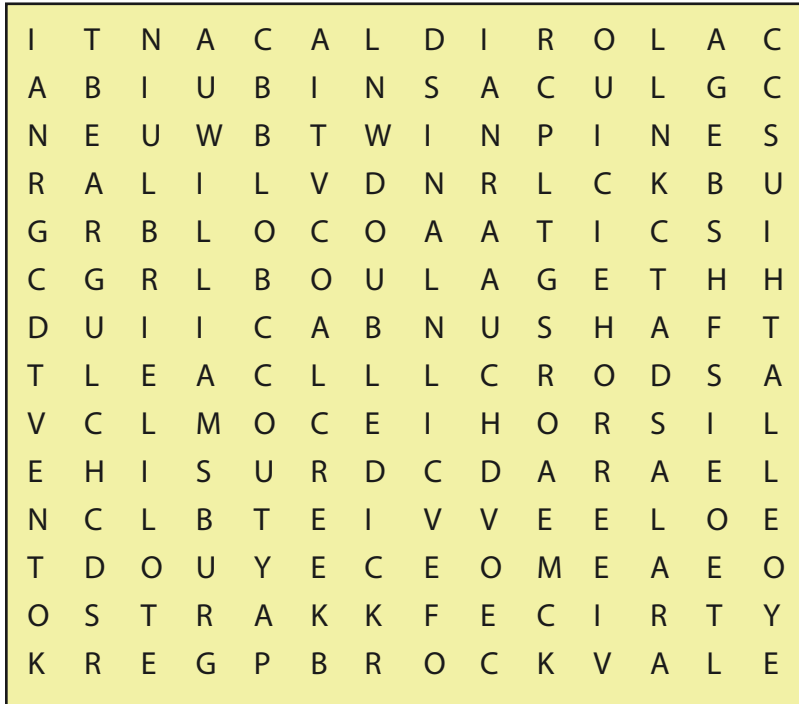 I T N A C A L D I R O L A C
A B I U B I N S A C U L G C
N E U W B T W I N P I N E S
R A L I L V D N R L C K B U
G R B L O C O A A T I C S I
C G R L B O U L A G E T H H
D U I I C A B N U S H A F T
T L E A C L L L C R O D S A
V C L M O C E I H O R S I L
E H I S U R D C D A R A E L
N C L B T E I V V E E L O E
T D O U Y E C E O M E A E O
O S T R A K K F E C I R T Y
K R E G P B R O C K V A L E